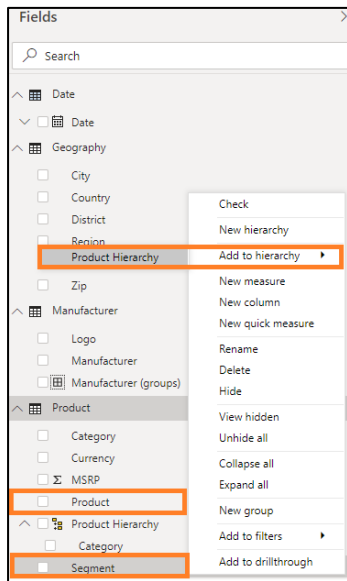 Fields
Search
Date
Date
Geography
City
Country
District
Region
Product Hierarchy
Zip
Manufacturer
Logo
Manufacturer
Manufacturer (groups)
Product
Category
Currency
Σ MSRP
Product
Product Hierarchy
Category
Segment
Check
New hierarchy
Add to hierarchy
New measure
New column
New quick measure
Rename
Delete
Hide
View hidden
Unhide all
Collapse all
Expand all
New group
Add to filters
Add to drillthrough